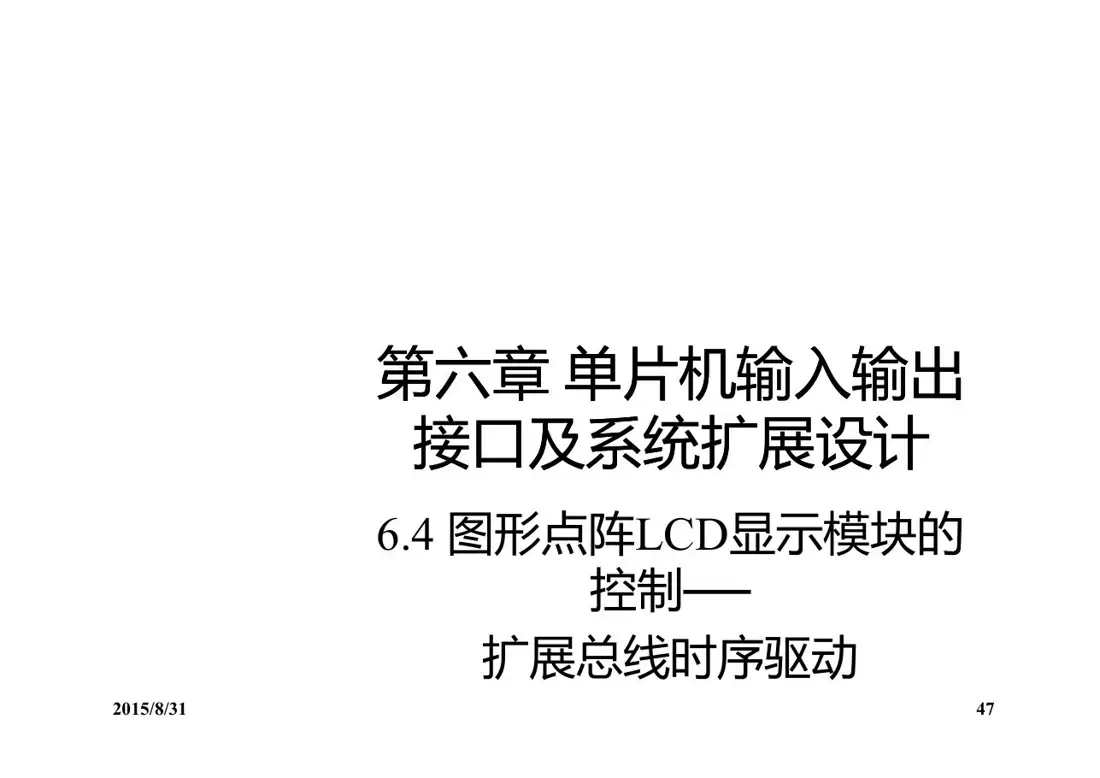 第六章 单片机输入输出
接口及系统扩展设计
6.4 图形点阵LCD显示模块的
控制——
扩展总线时序驱动
2015/8/31
47